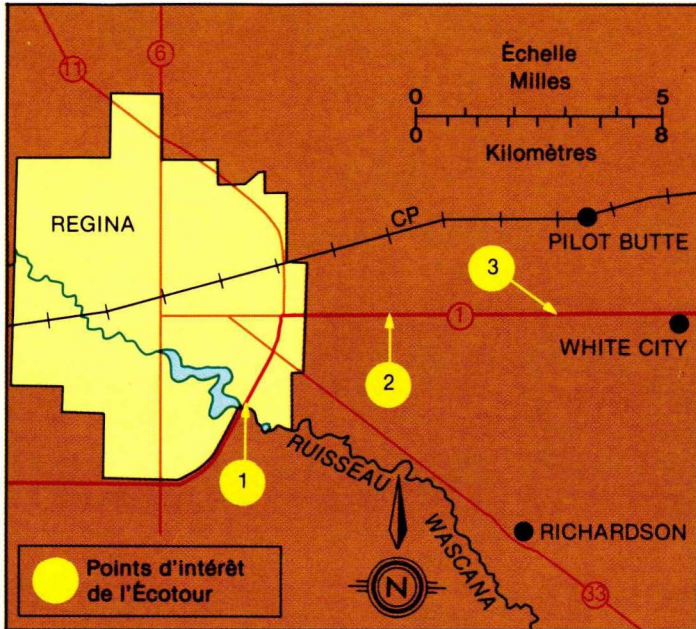 11
6
Échelle
Milles
0 5
0 8
Kilomètres
REGINA
CP
PILOT BUTTE
3
1
WHITE CITY
2
1
RUISSEAU
WASCANA
RICHARDSON
N
33
Points d'intérêt
de l'Écotour